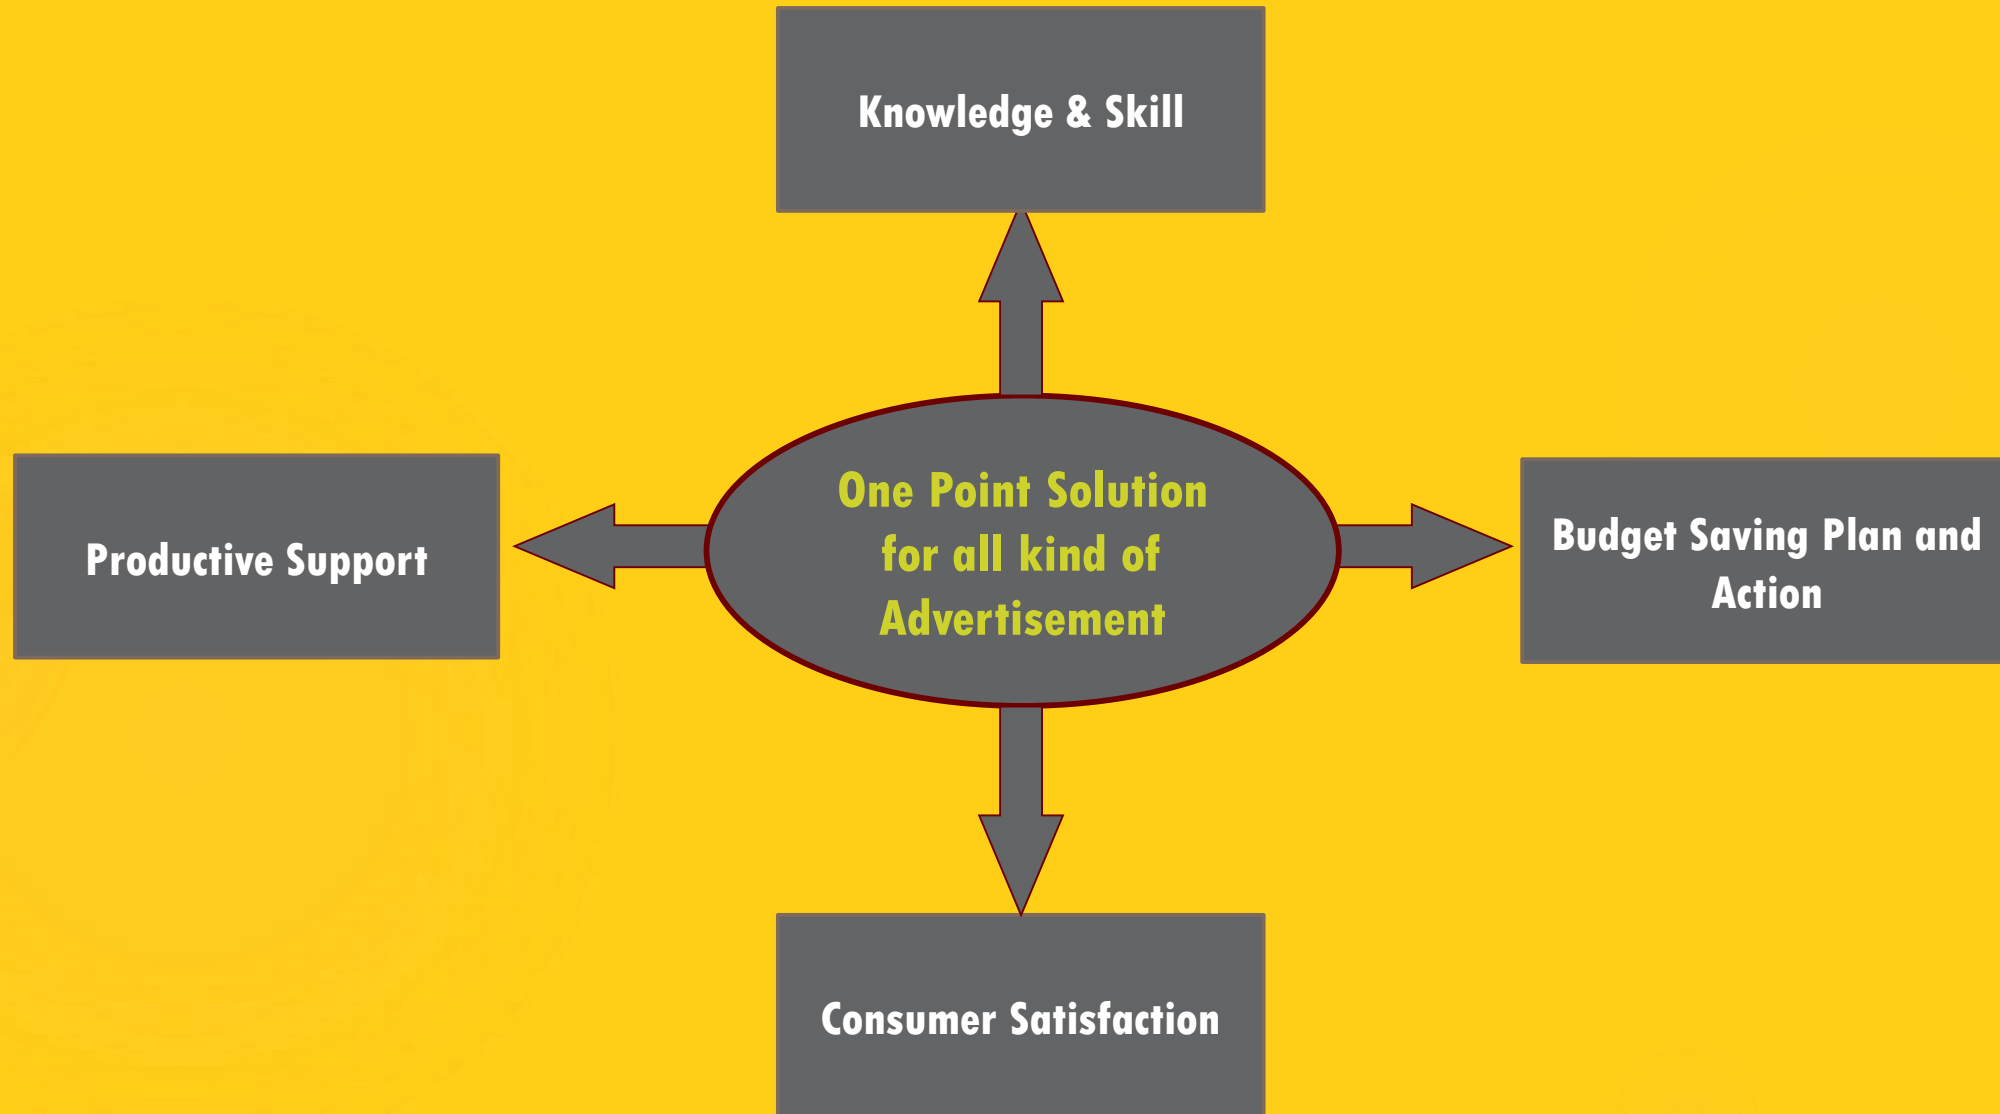 Knowledge & Skill
One Point Solution
for all kind of
Advertisement
Productive Support
Budget Saving Plan and
Action
Consumer Satisfaction